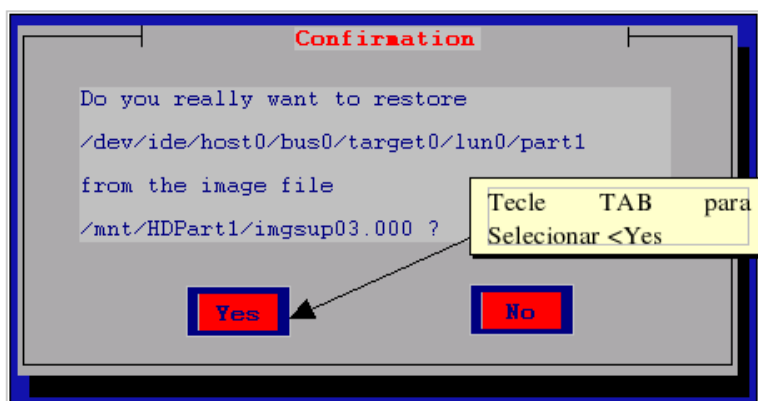 Confirmation
Do you really want to restore
/dev/ide/host0/bus0/target0/lun0/part1
from the image file
/mnt/HDPart1/imgsup03.000 ?
Tecle TAB para
Selecionar <Yes
Yes
No